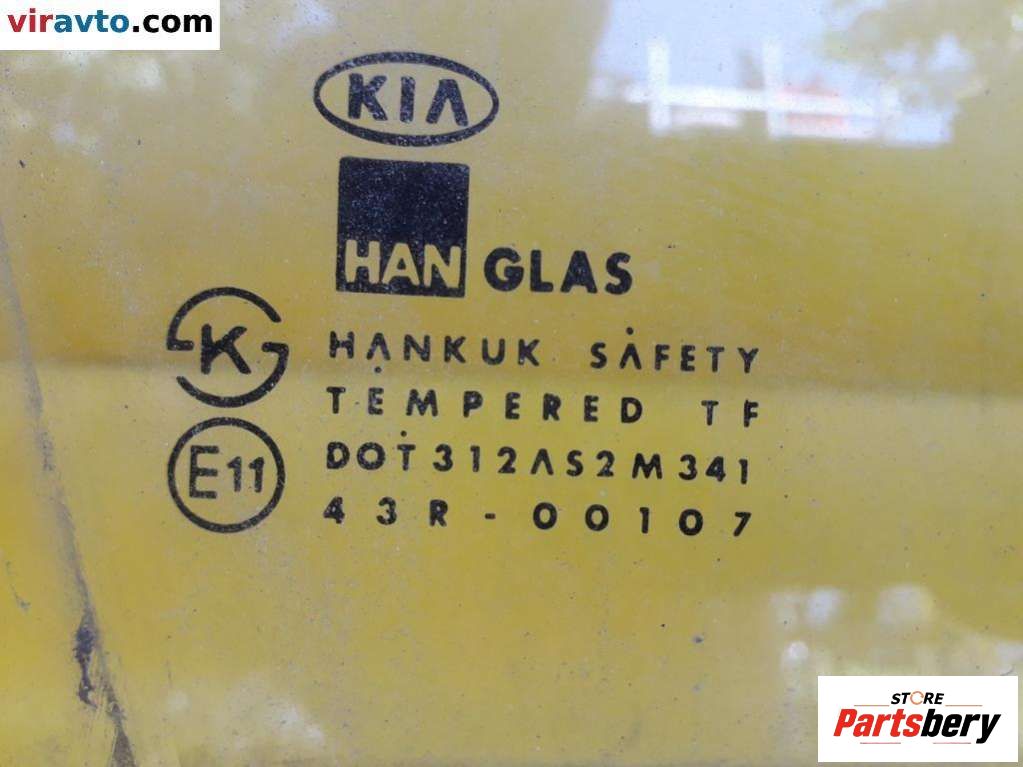 viravto.com
KIA
HAN GLAS
K
HANKUK SAFETY
TEMPERED TF
E11
DOT312AS2M341
43R-00107
STORE
Partsbery